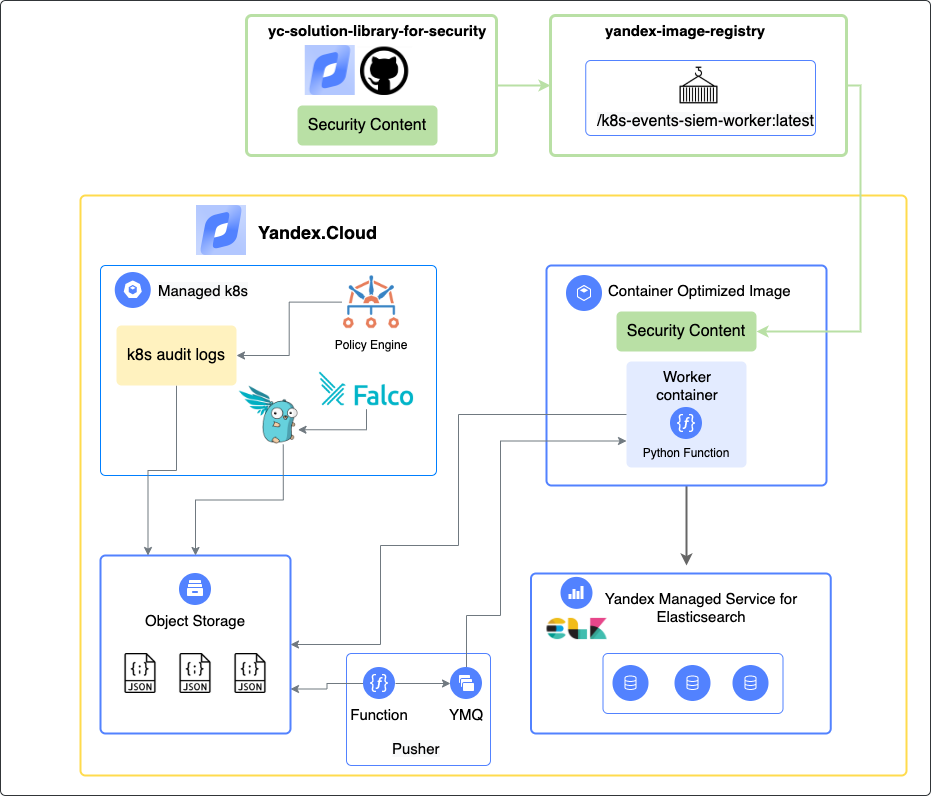 yc-solution-library-for-security
Security Content
yandex-image-registry
/k8s-events-siem-worker:latest
Yandex.Cloud
Managed k8s
k8s audit logs
Policy Engine
Falco
Container Optimized Image
Security Content
Worker
container
{ƒ}
Python Function
Object Storage
{;}
JSON
{;}
JSON
{;}
JSON
{ƒ}
Function
YMQ
Pusher
Yandex Managed Service for
Elasticsearch
ELK